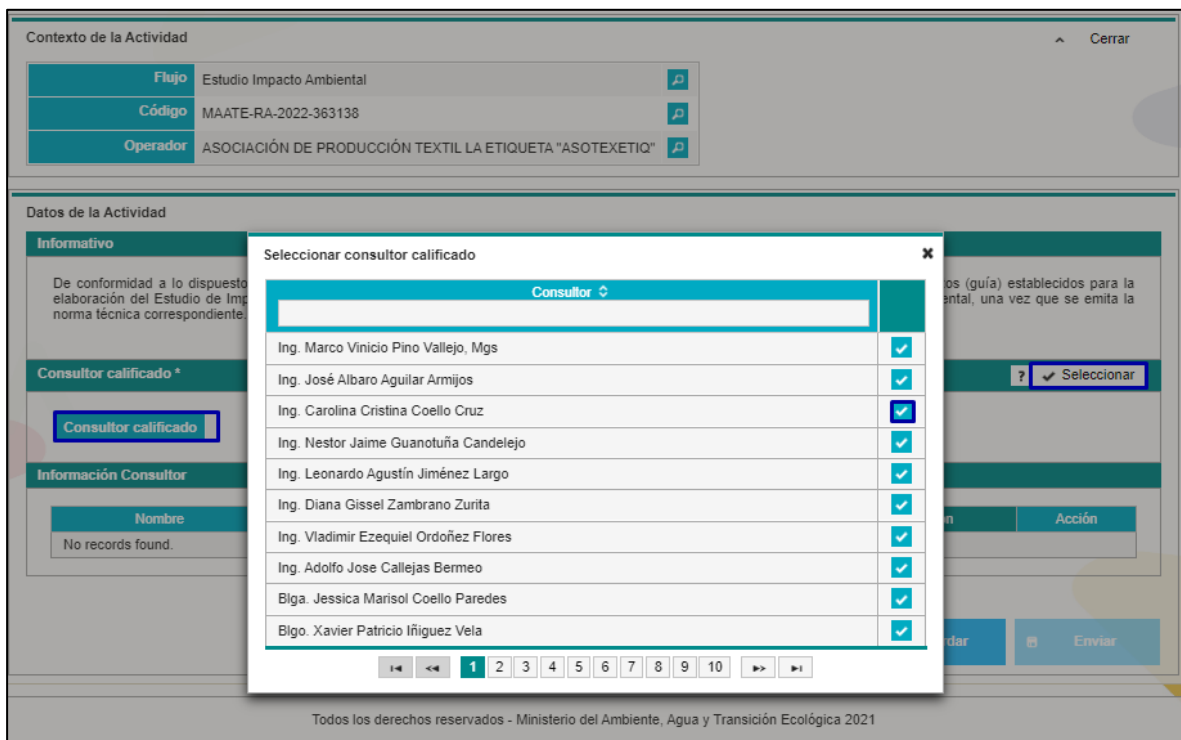 Contexto de la Actividad
Cerrar
Flujo Estudio Impacto Ambiental
Código MAATE-RA-2022-363138
Operador ASOCIACIÓN DE PRODUCCIÓN TEXTIL LA ETIQUETA "ASOTEXETIQ"
Datos de la Actividad
Informativo
De conformidad a lo dispuesto
os (guía) establecidos para la
elaboración del Estudio de Imp
ental, una vez que se emita la
norma técnica correspondiente.
Consultor calificado *
? Seleccionar
Consultor calificado
Información Consultor
Nombre
n
Acción
No records found.
dar
Enviar
Seleccionar consultor calificado
Consultor
Ing. Marco Vinicio Pino Vallejo, Mgs
Ing. José Albaro Aguilar Armijos
Ing. Carolina Cristina Coello Cruz
Ing. Nestor Jaime Guanotuña Candelejo
Ing. Leonardo Agustín Jiménez Largo
Ing. Diana Gissel Zambrano Zurita
Ing. Vladimir Ezequiel Ordoñez Flores
Ing. Adolfo Jose Callejas Bermeo
Blga. Jessica Marisol Coello Paredes
Blgo. Xavier Patricio Iñiguez Vela
1 2 3 4 5 6 7 8 9 10
Todos los derechos reservados - Ministerio del Ambiente, Agua y Transición Ecológica 2021